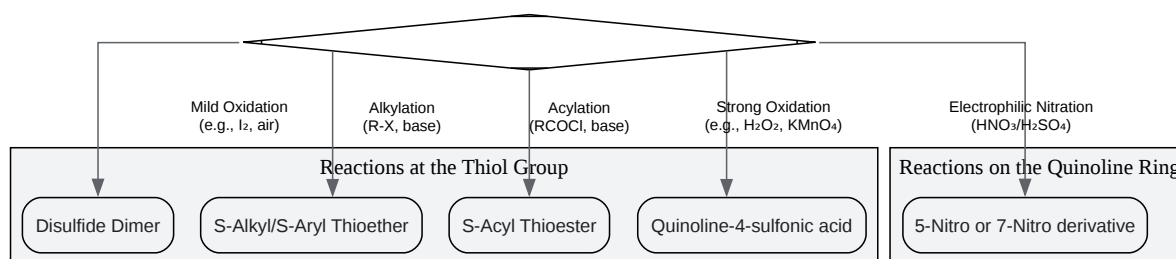 Mild Oxidation
(e.g., I₂, air)
Alkylation
(R-X, base)
Acylation
(RCOCl, base)
Strong Oxidation
(e.g., H₂O₂, KMnO₄)
Electrophilic Nitration
(HNO₃/H₂SO₄)
Reactions at the Thiol Group
Reactions on the Quinoline Ring
Disulfide Dimer
S-Alkyl/S-Aryl Thioether
S-Acyl Thioester
Quinoline-4-sulfonic acid
5-Nitro or 7-Nitro derivative